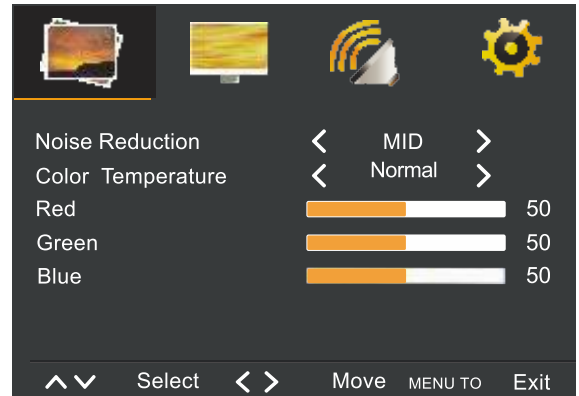 Noise Reduction MID
Color Temperature Normal
Red 50
Green 50
Blue 50
Select Move MENU TO Exit